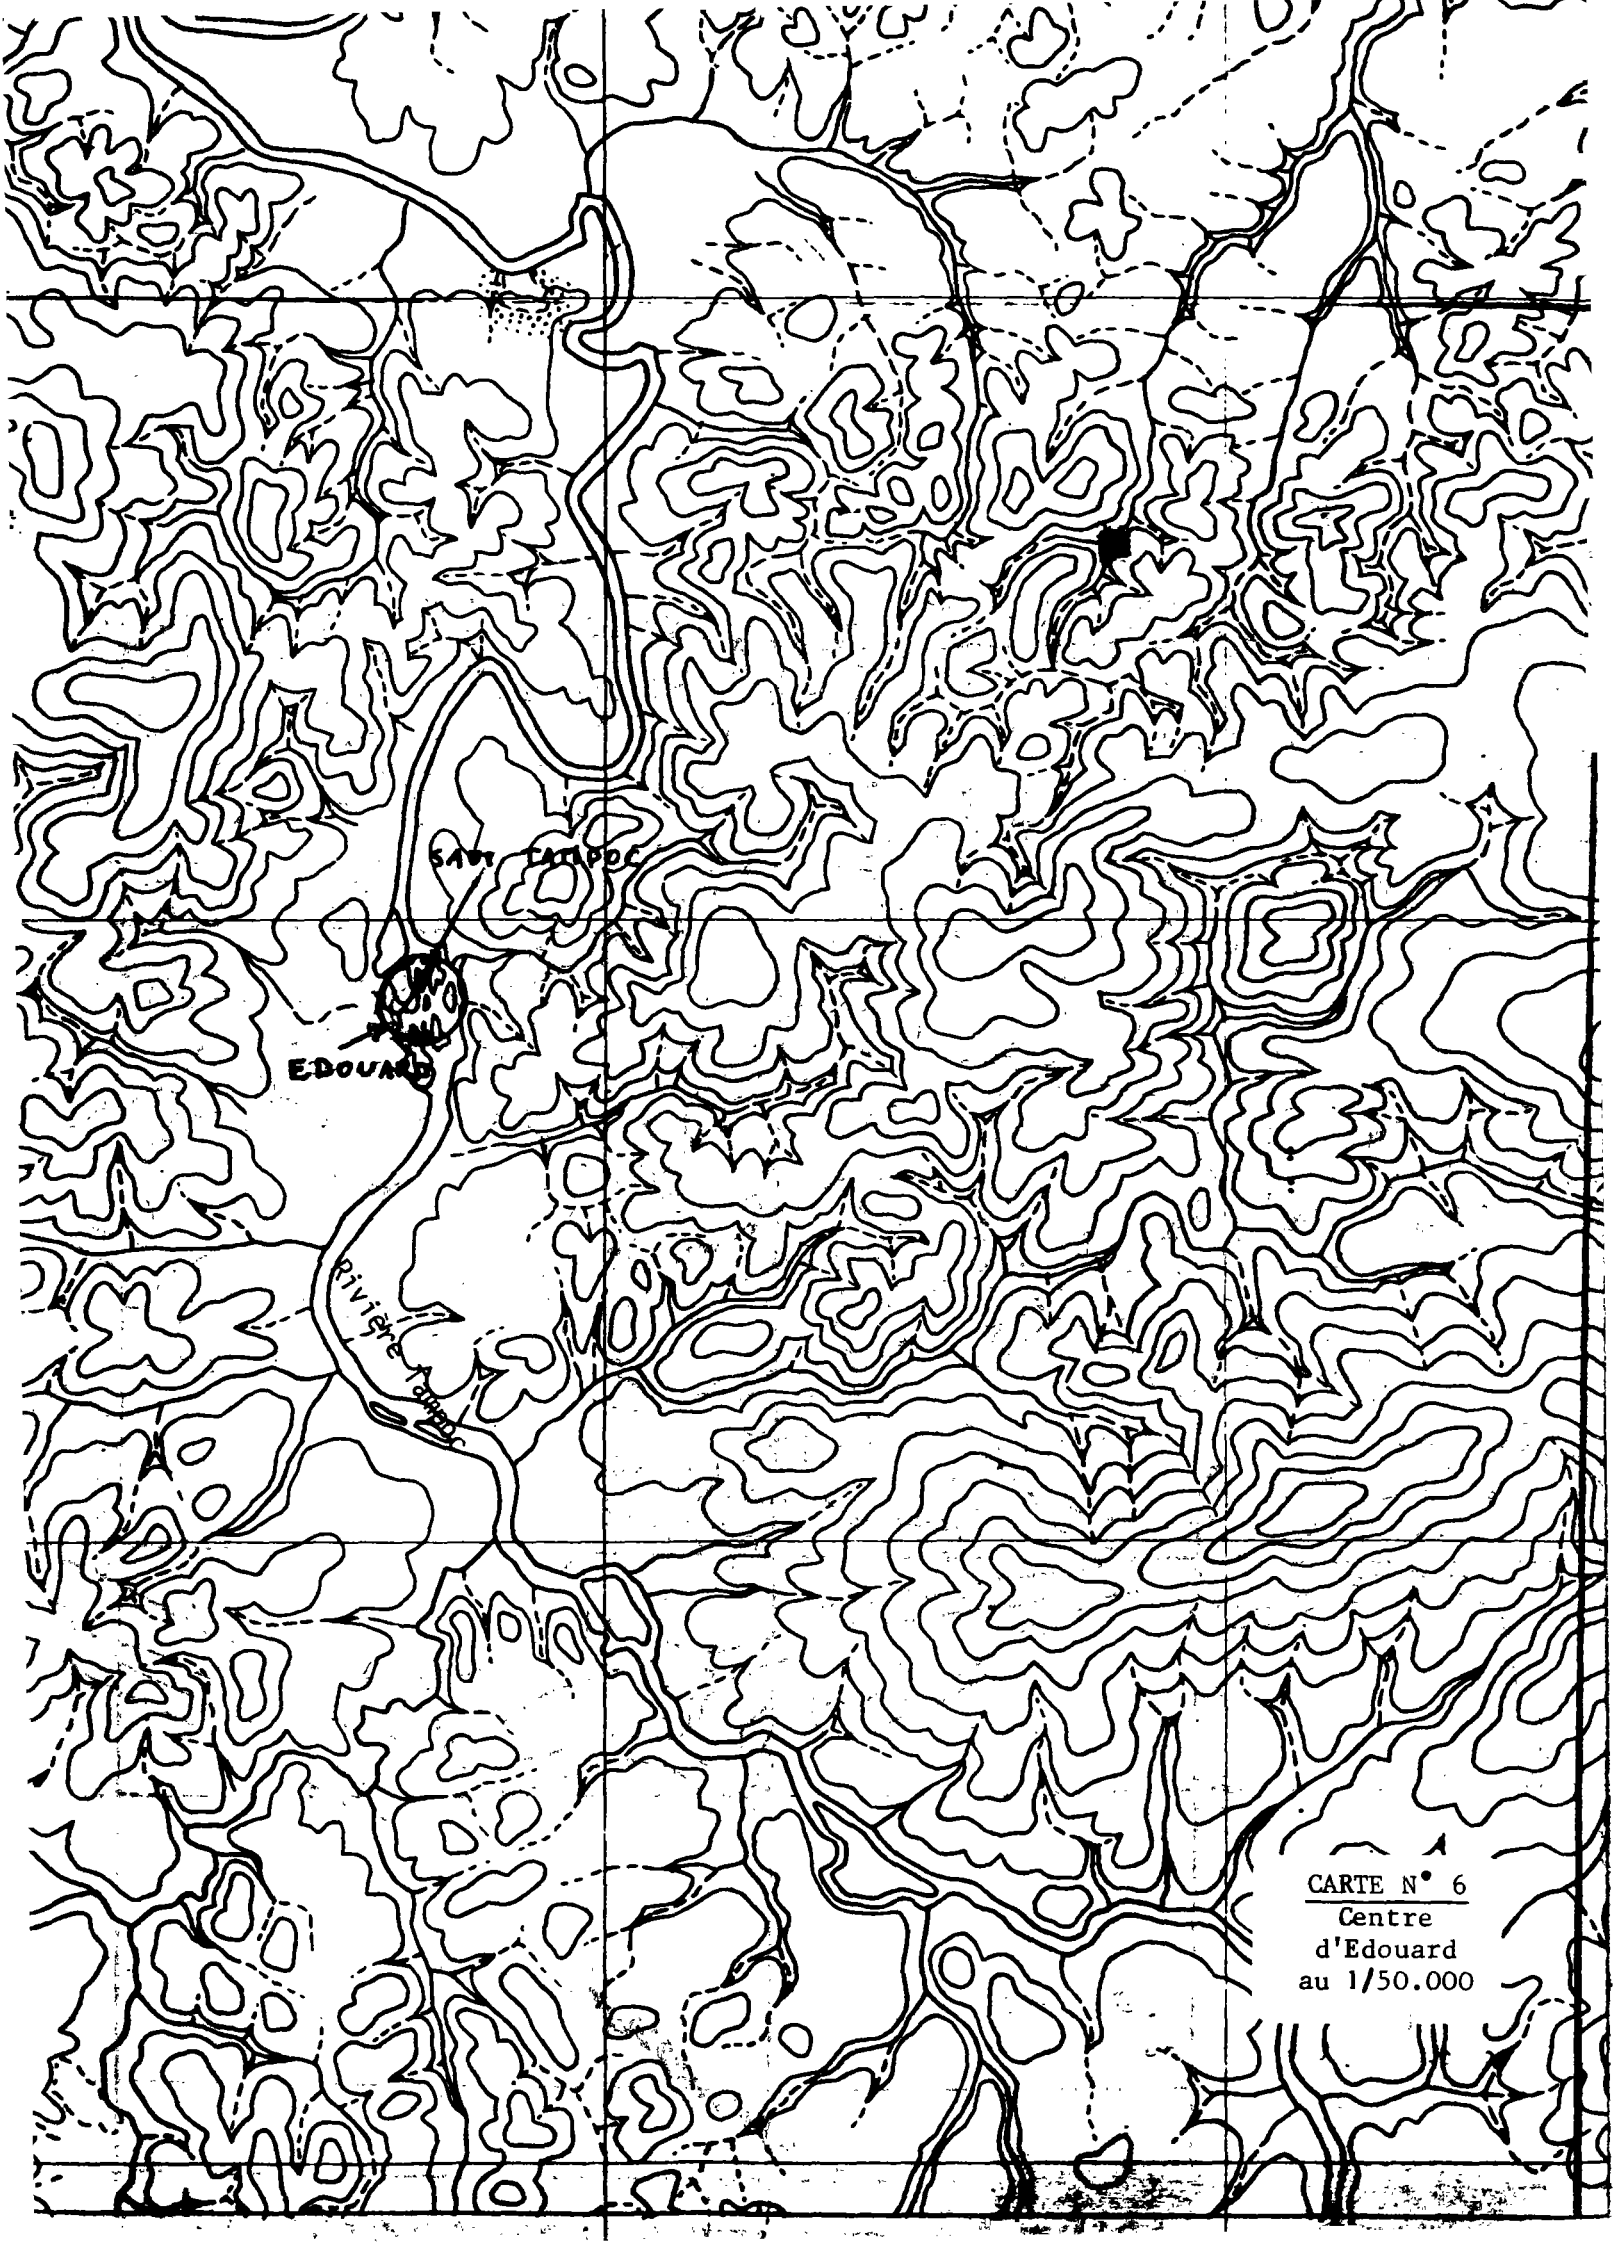 SAUT TAMPOC
EDOUARD
Rivière Tampoc
CARTE N° 6
Centre
d'Edouard
au 1/50.000